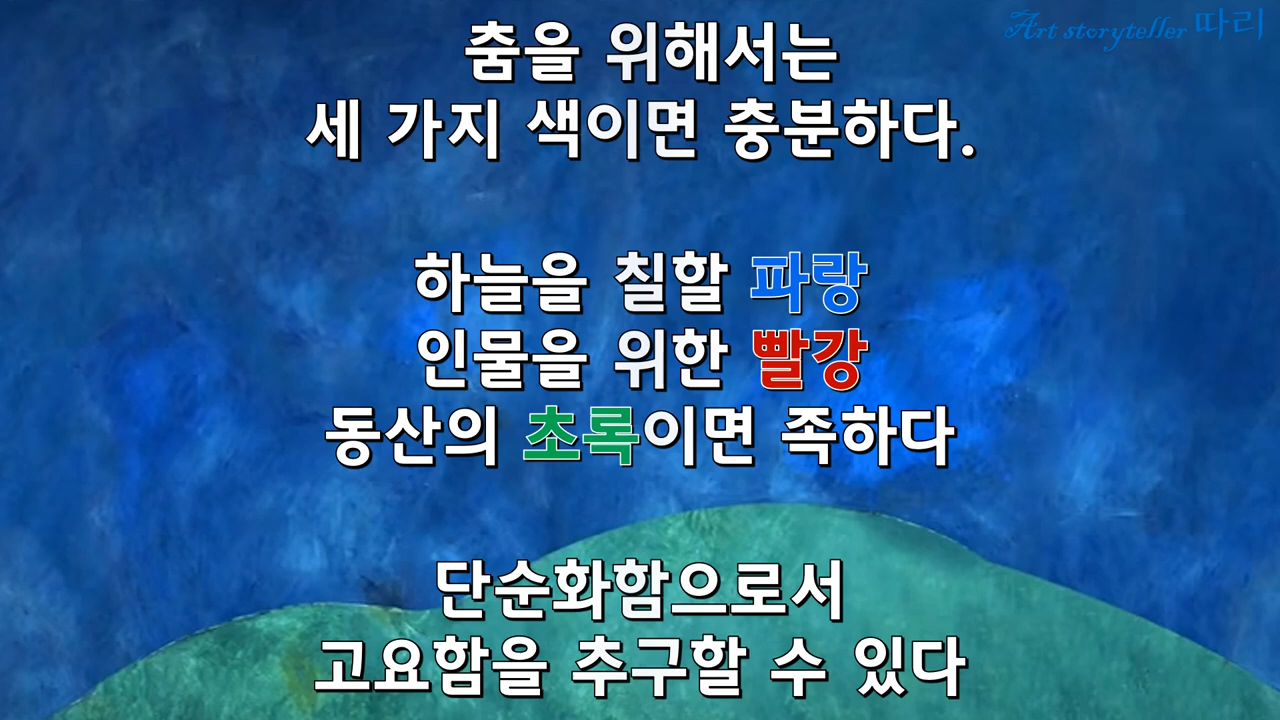 Art storyteller 따리
춤을 위해서는
세 가지 색이면 충분하다.
하늘을 칠할 파랑
인물을 위한 빨강
동산의 초록이면 족하다
단순화함으로서
고요함을 추구할 수 있다